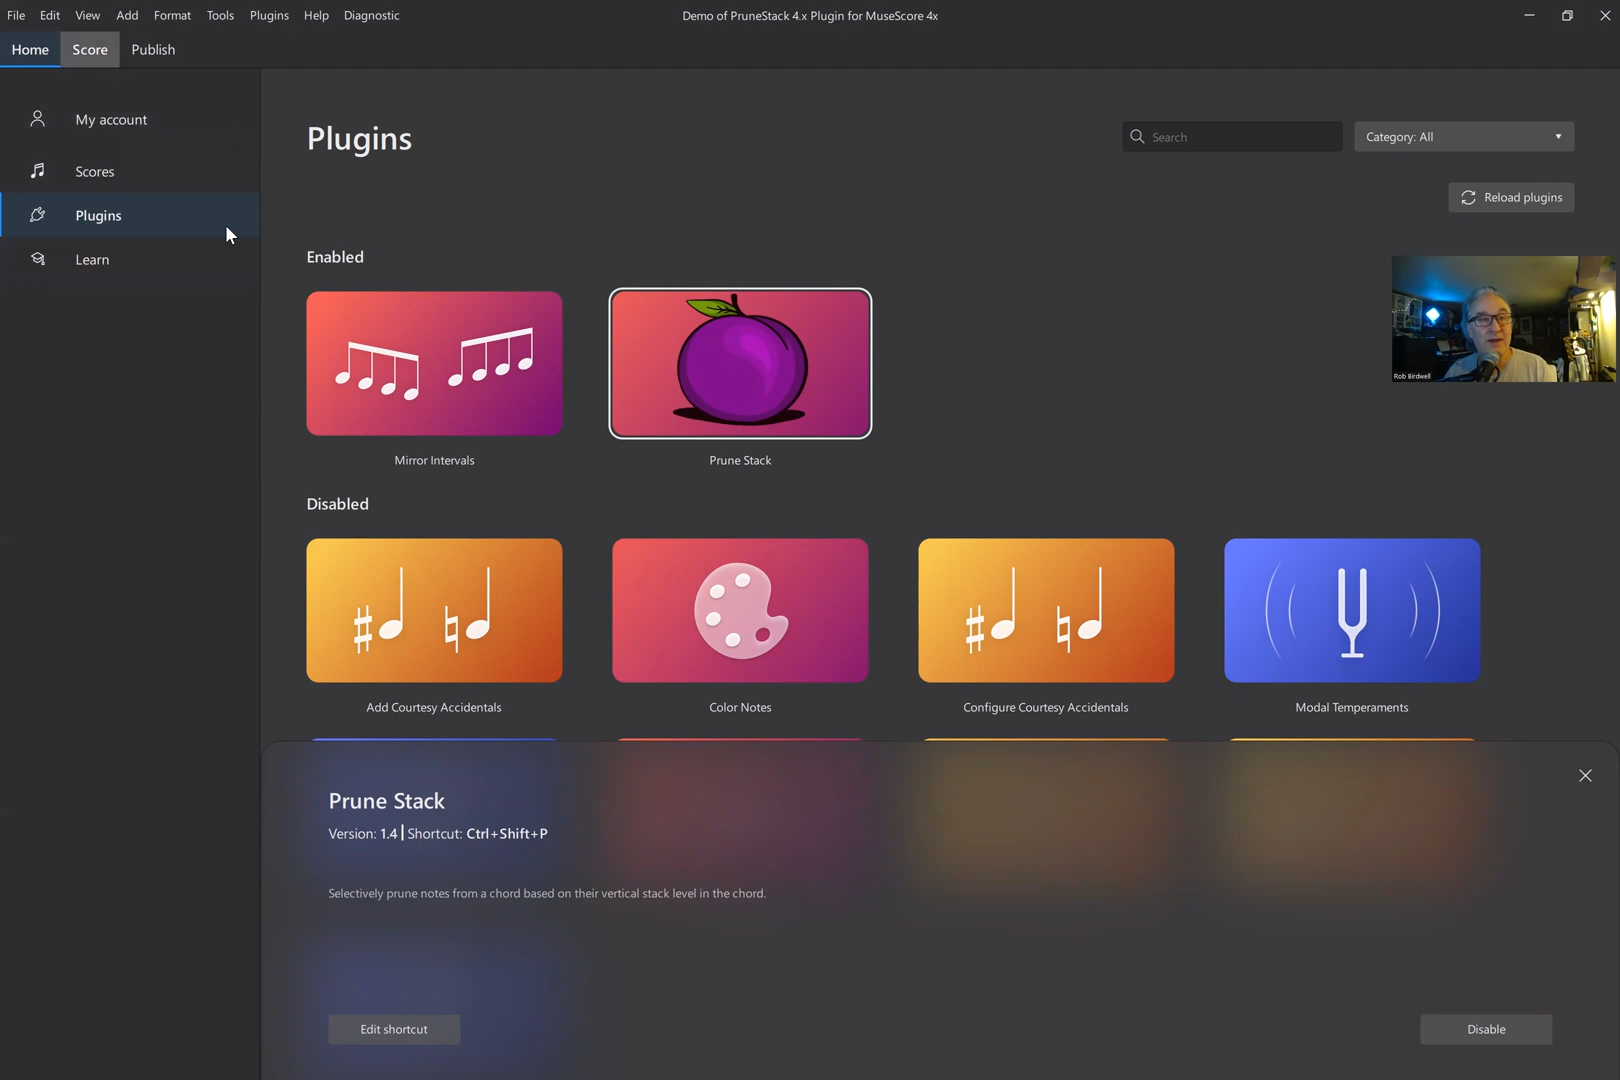 File Edit View Add Format Tools Plugins Help Diagnostic
Demo of PruneStack 4.x Plugin for MuseScore 4x
Home Score Publish
My account
Scores
Plugins
Learn
Plugins
Search
Category: All
Reload plugins
Enabled
Mirror Intervals
Prune Stack
Rob Birdwell
Disabled
Add Courtesy Accidentals
Color Notes
Configure Courtesy Accidentals
Modal Temperaments
Prune Stack
Version: 1.4 | Shortcut: Ctrl+Shift+P
Selectively prune notes from a chord based on their vertical stack level in the chord.
Edit shortcut
Disable